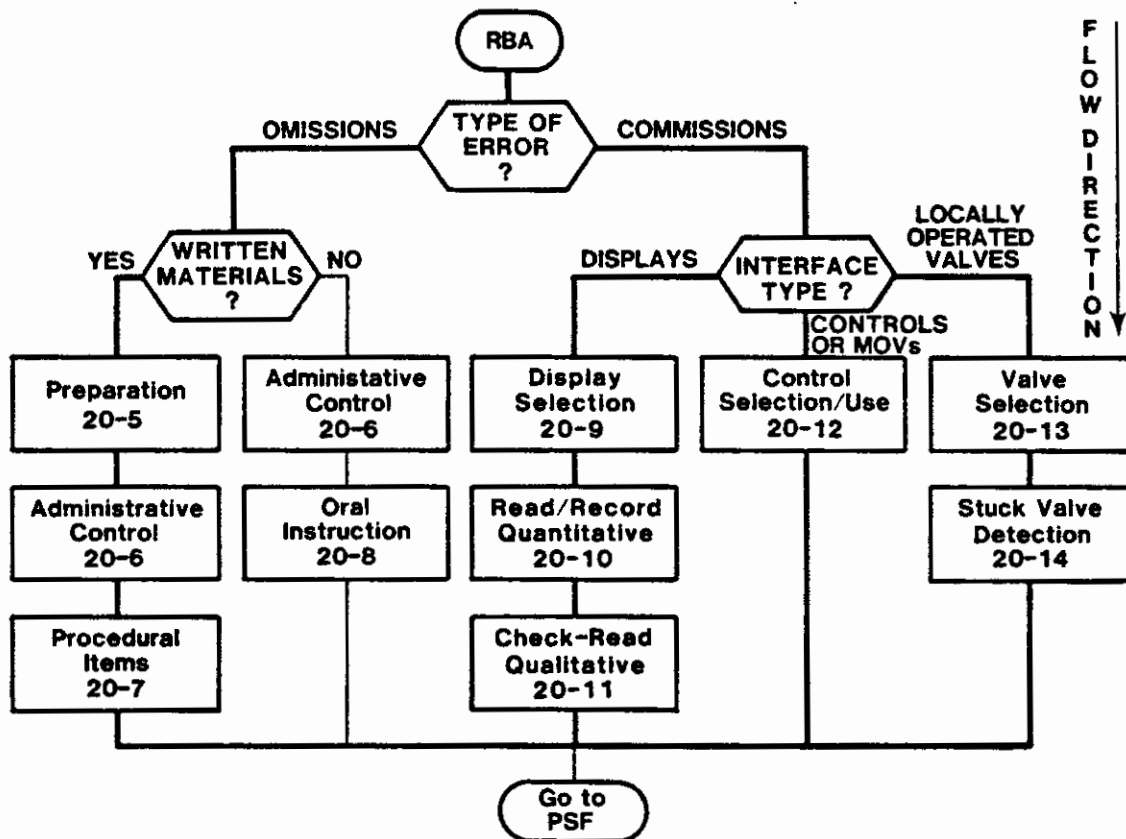 RBA
FLOW DIRECTION
OMISSIONS
TYPE OF
ERROR
?
COMMISSIONS
YES
WRITTEN
MATERIALS
?
NO
DISPLAYS
INTERFACE
TYPE ?
LOCALLY
OPERATED
VALVES
CONTROLS
OR MOVs
Preparation
20-5
Administative
Control
20-6
Display
Selection
20-9
Control
Selection/Use
20-12
Valve
Selection
20-13
Administrative
Control
20-6
Oral
Instruction
20-8
Read/Record
Quantitative
20-10
Stuck Valve
Detection
20-14
Procedural
Items
20-7
Check-Read
Qualitative
20-11
Go to
PSF